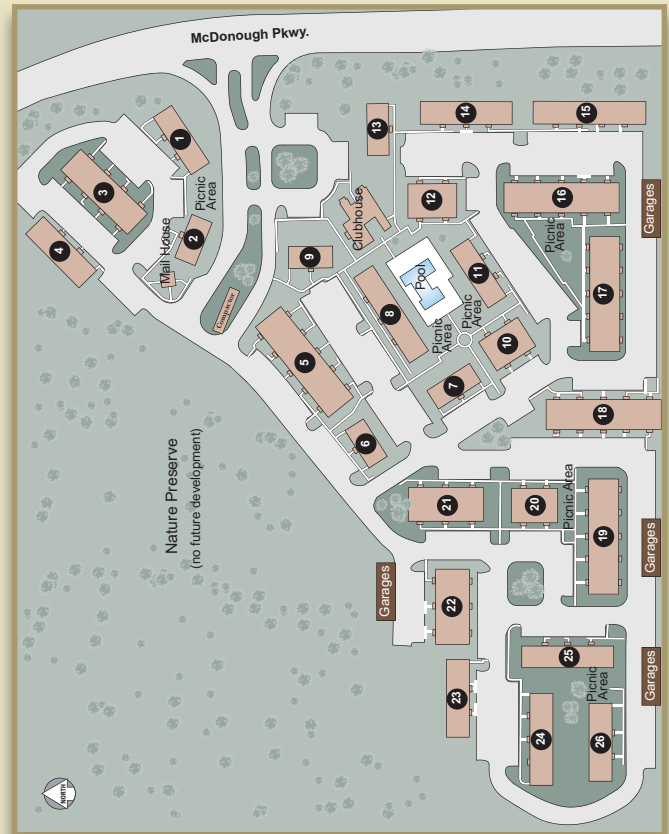 McDonough Pkwy.
15
14
13
1
3
Picnic
Area
2
4
Mail House
Clubhouse
12
16
Garages
9
Picnic
Area
Pool
11
17
Compactor
8
Picnic
Area
Picnic
Area
10
5
7
18
6
Nature Preserve
(no future development)
21
20
Picnic Area
19
Garages
Garages
22
25
Garages
23
Picnic
Area
24
26
NORTH